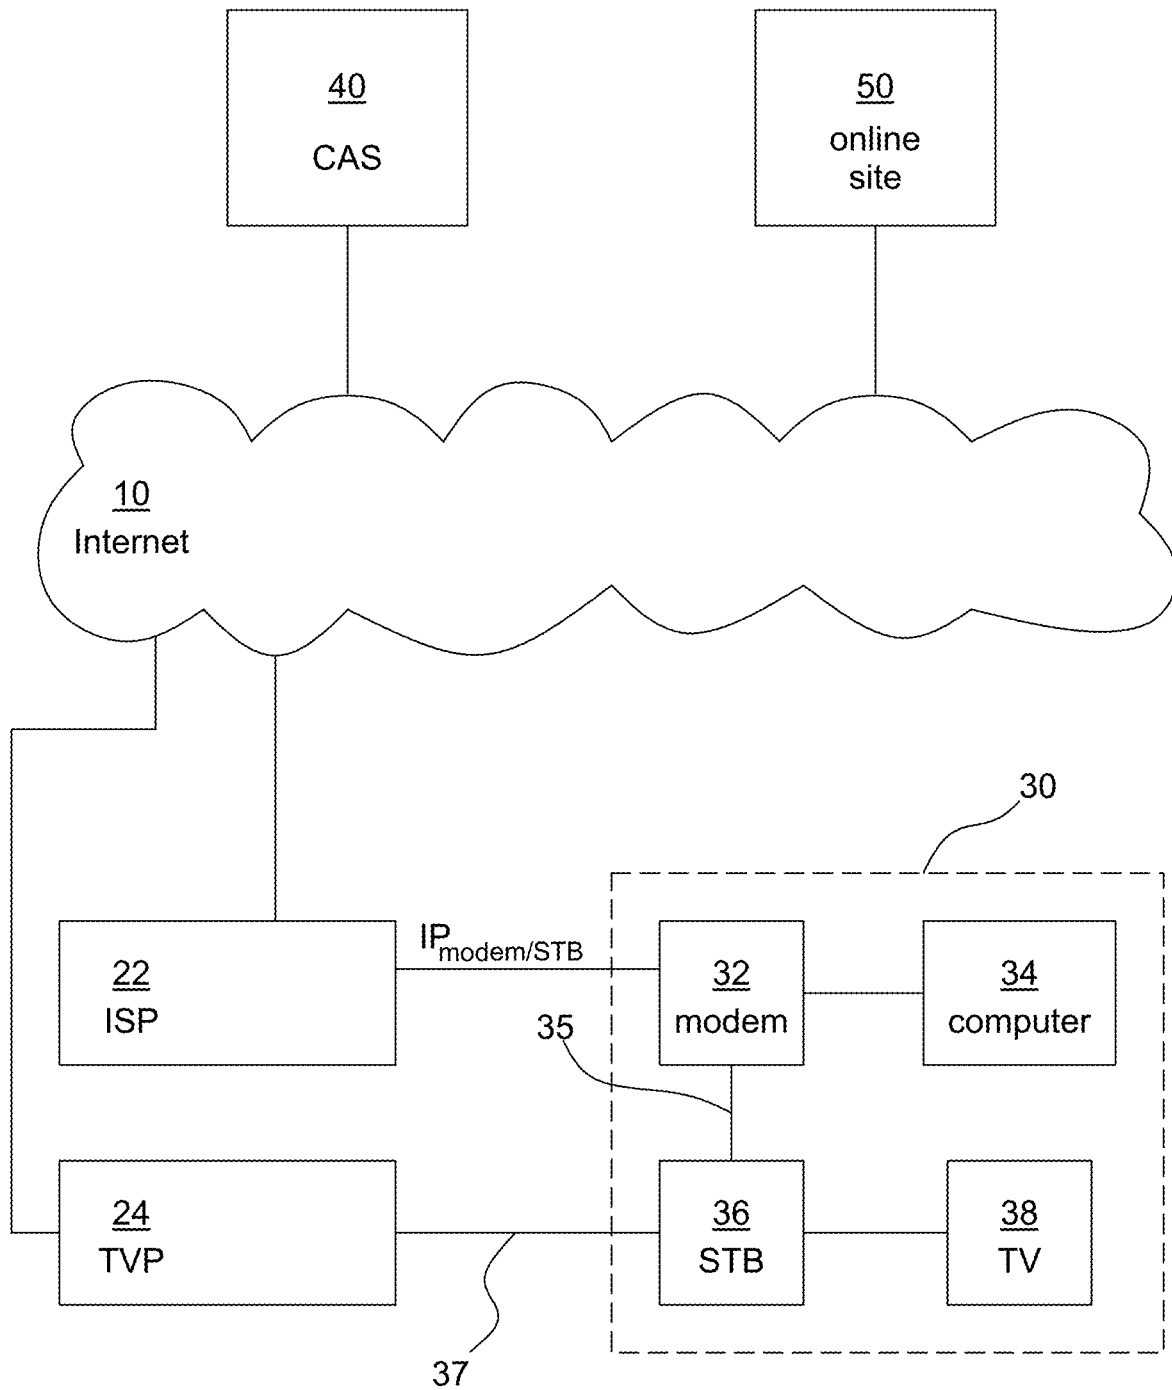 40
CAS
50
online
site
10
Internet
30
22
ISP
IPmodem/STB
32
modem
34
computer
35
24
TVP
36
STB
38
TV
37